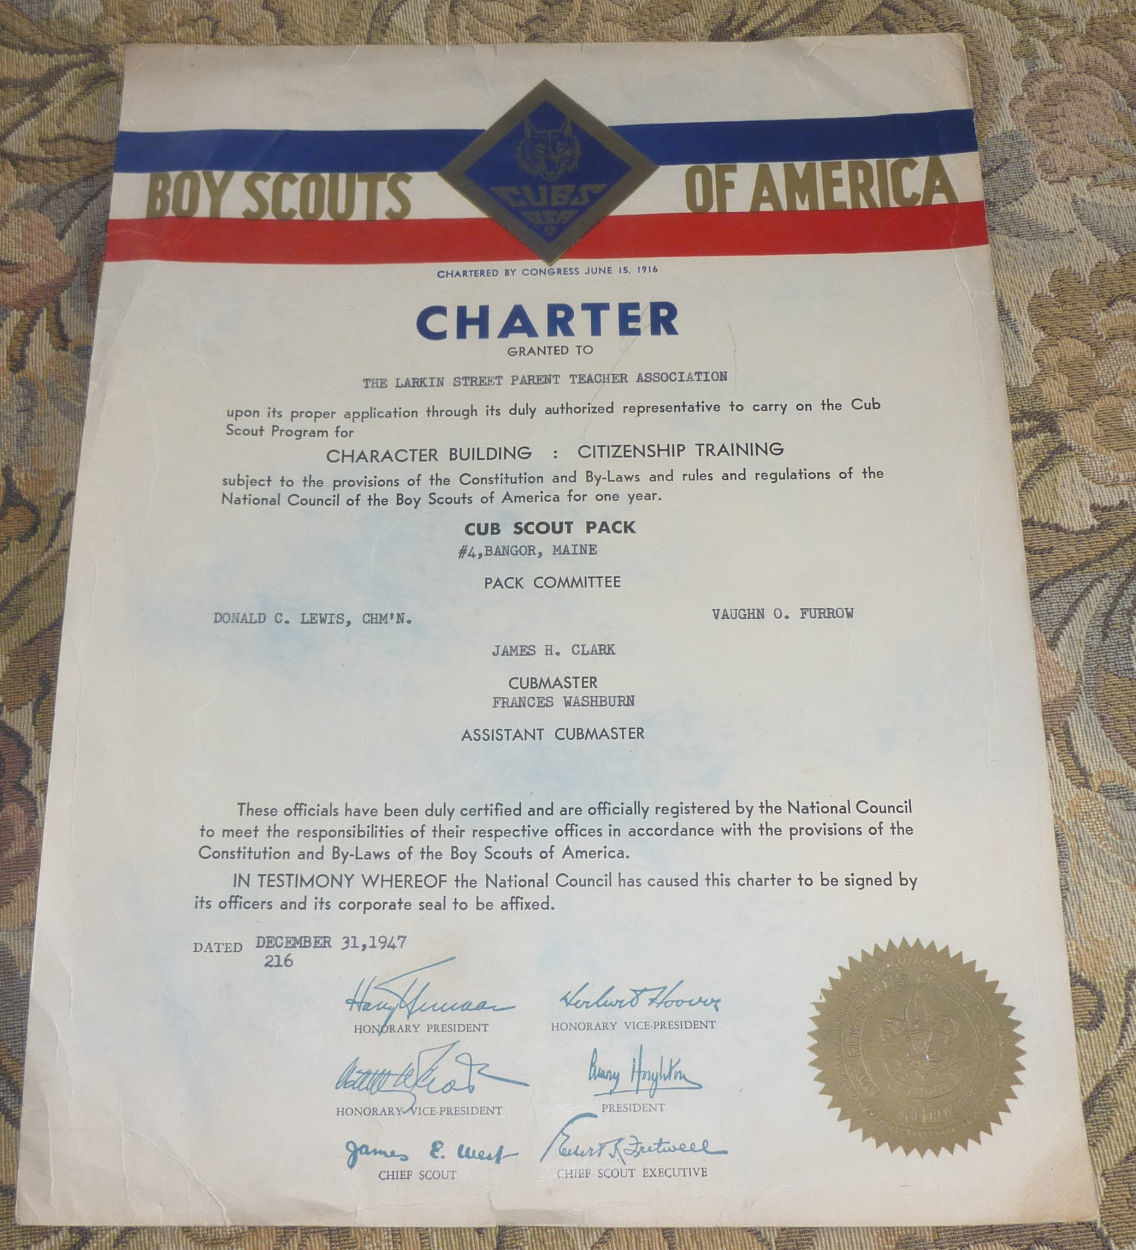 BOY SCOUTS OF AMERICA
CUBS
BSA
CHARTERED BY CONGRESS JUNE 15, 1916
CHARTER
GRANTED TO
THE LARKIN STREET PARENT TEACHER ASSOCIATION
upon its proper application through its duly authorized representative to carry on the Cub
Scout Program for
CHARACTER BUILDING : CITIZENSHIP TRAINING
subject to the provisions of the Constitution and By-Laws and rules and regulations of the
National Council of the Boy Scouts of America for one year.
CUB SCOUT PACK
#4,BANGOR, MAINE
PACK COMMITTEE
DONALD C. LEWIS, CHM'N. VAUGHN O. FURROW
JAMES H. CLARK
CUBMASTER
FRANCES WASHBURN
ASSISTANT CUBMASTER
These officials have been duly certified and are officially registered by the National Council
to meet the responsibilities of their respective offices in accordance with the provisions of the
Constitution and By-Laws of the Boy Scouts of America.
IN TESTIMONY WHEREOF the National Council has caused this charter to be signed by
its officers and its corporate seal to be affixed.
DATED DECEMBER 31,1947
216
Harry Truman Herbert Hoover
HONORARY PRESIDENT HONORARY VICE-PRESIDENT
Amory Houghton
HONORARY VICE-PRESIDENT PRESIDENT
James E. West Elbert K. Fretwell
CHIEF SCOUT CHIEF SCOUT EXECUTIVE